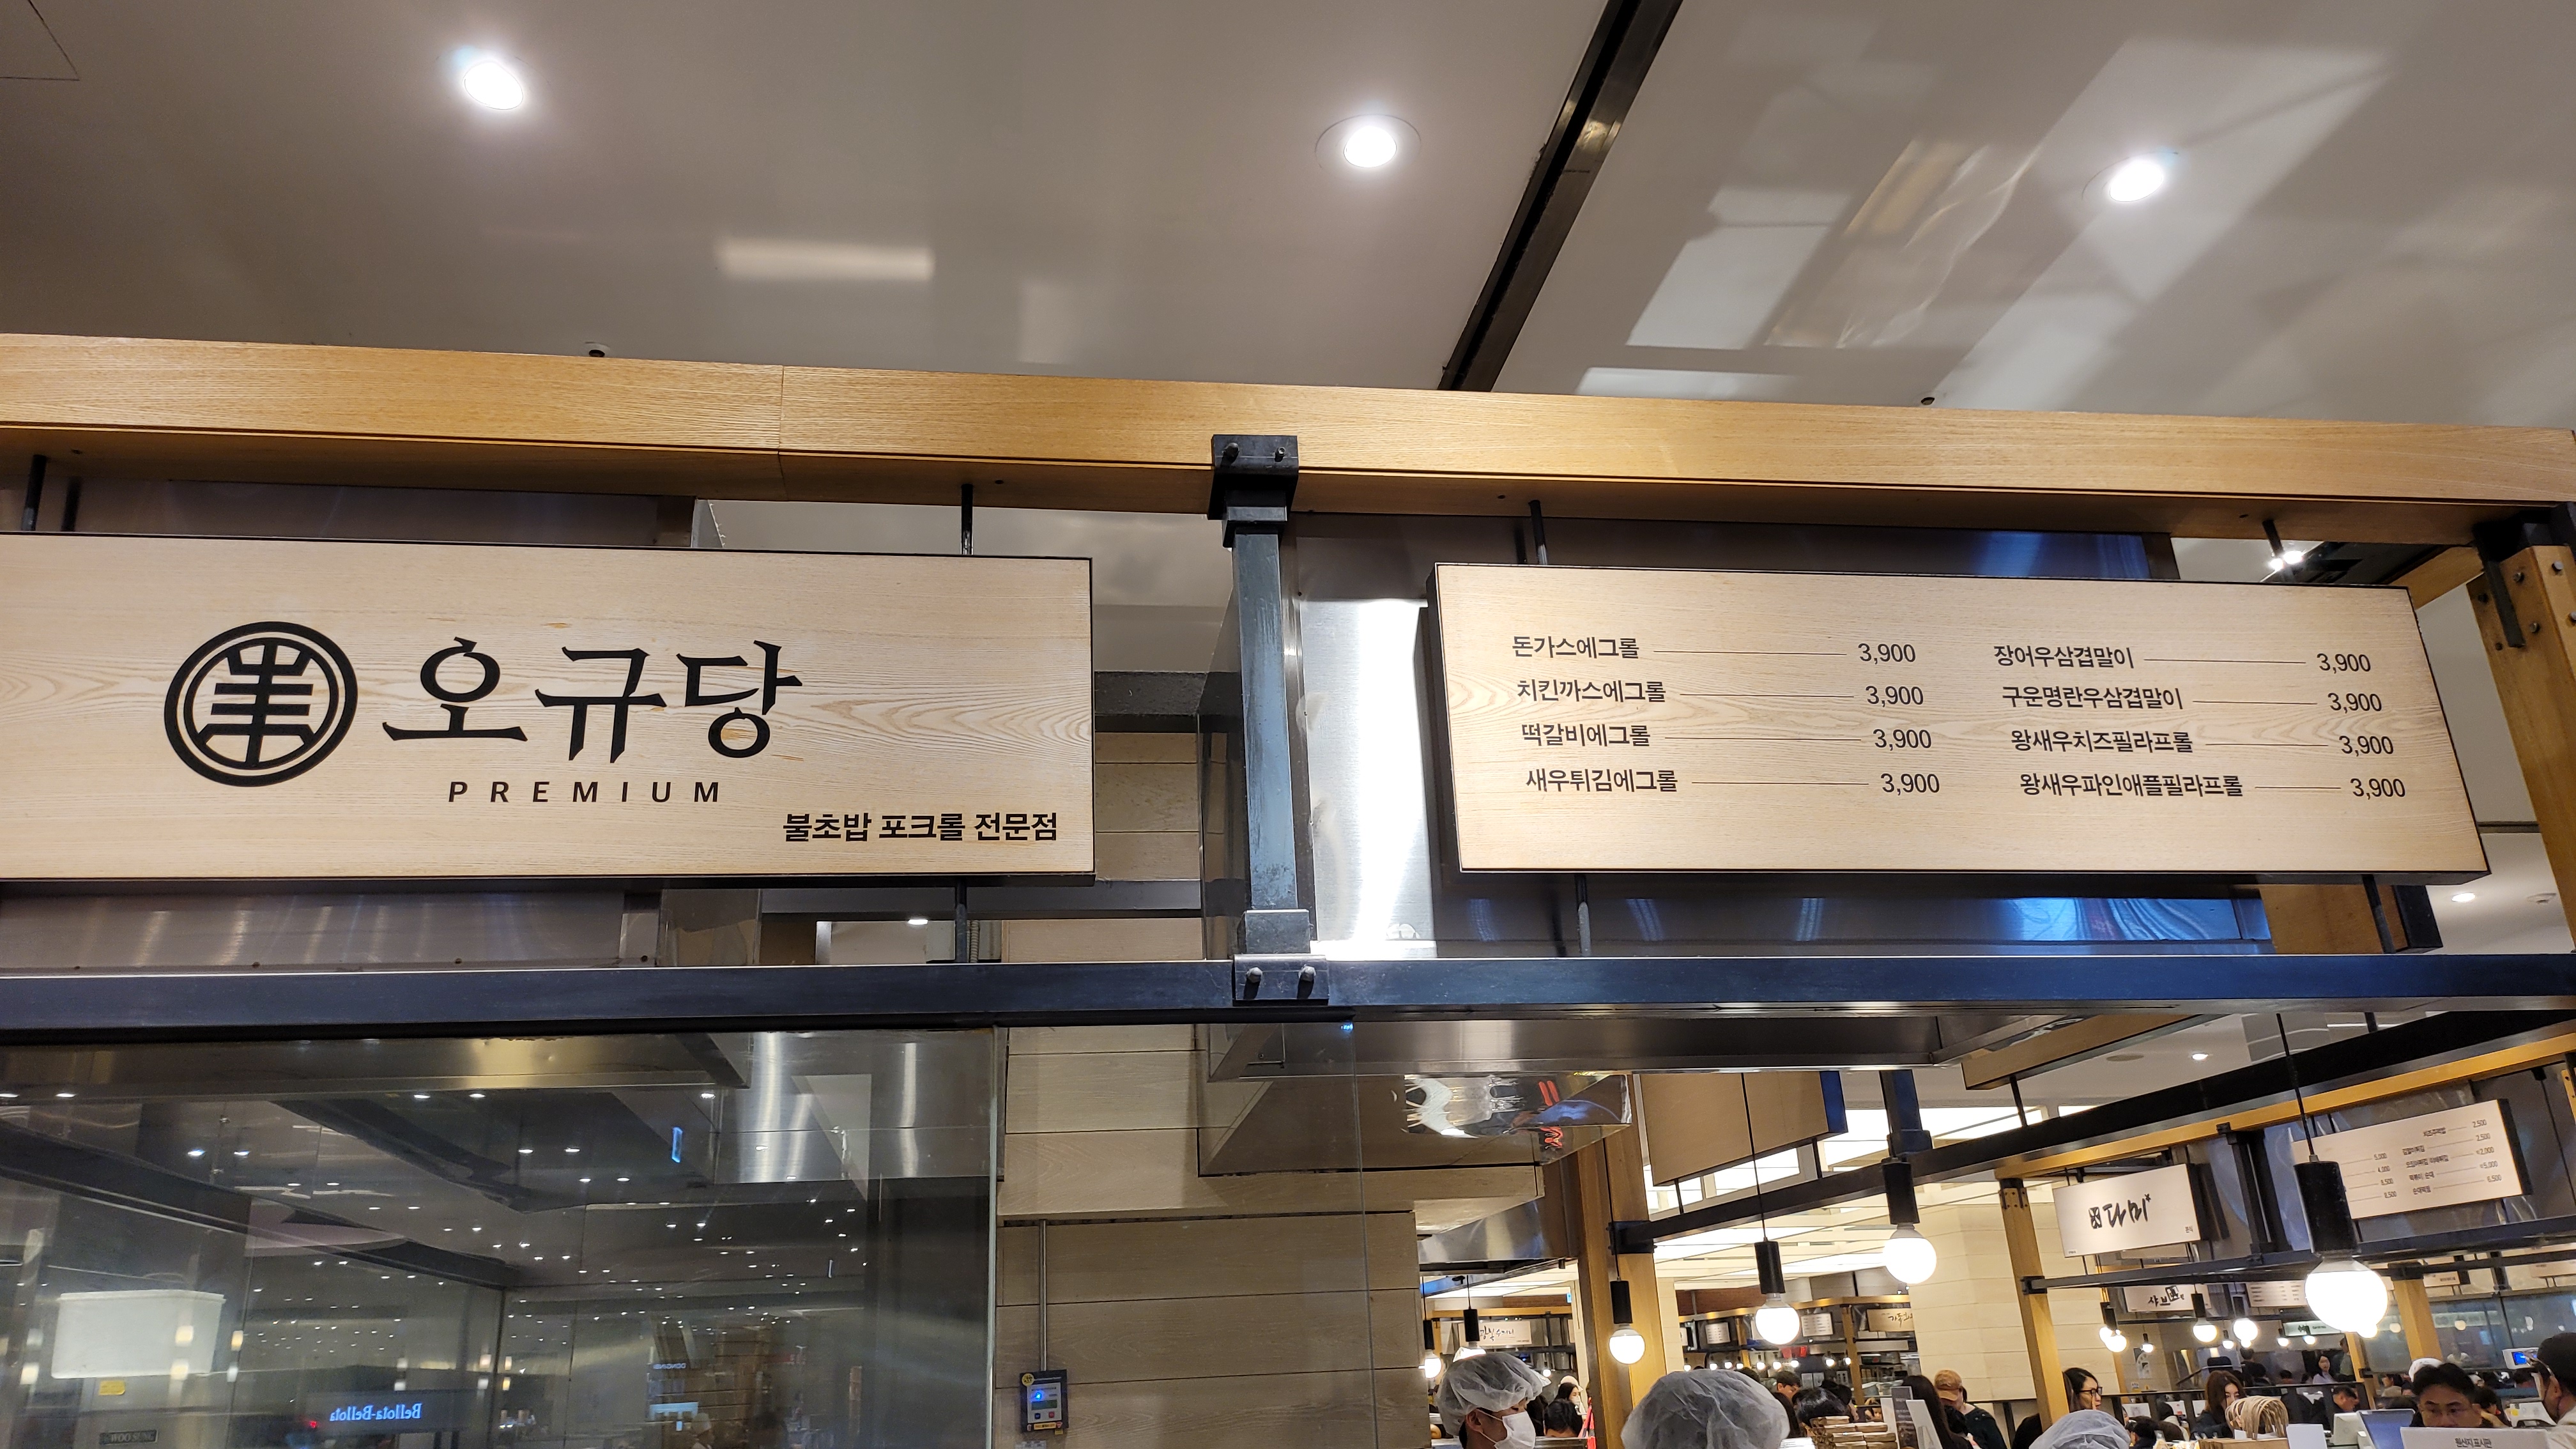 오규당
PREMIUM
불초밥 포크롤 전문점
돈가스에그롤 3,900
치킨까스에그롤 3,900
떡갈비에그롤 3,900
새우튀김에그롤 3,900
장어우삼겹말이 3,900
구운명란우삼겹말이 3,900
왕새우치즈필라프롤 3,900
왕새우파인애플필라프롤 3,900
다미
Bellota-Bellota